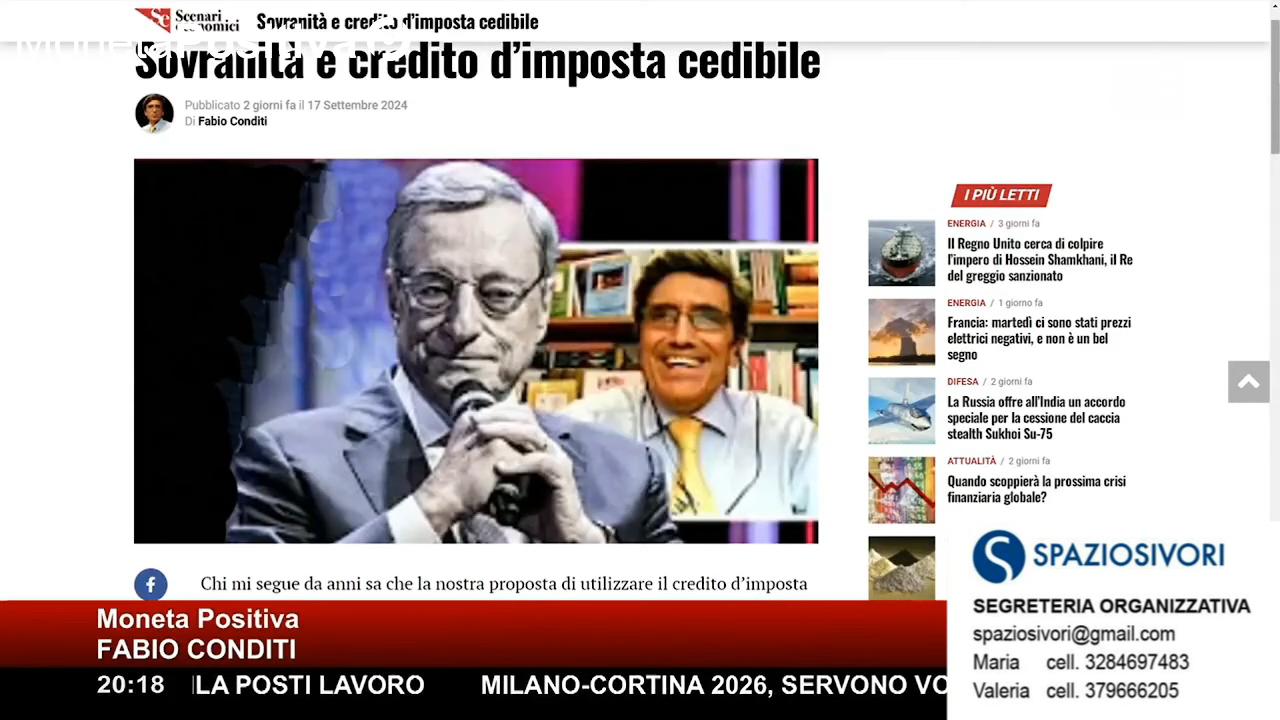 Scenari economici
Sovranità e credito d'imposta cedibile
MonetaPositiva
Sovranità e credito d'imposta cedibile
Pubblicato 2 giorni fa il 17 Settembre 2024
Di Fabio Conditi
I PIÙ LETTI
ENERGIA / 3 giorni fa
Il Regno Unito cerca di colpire
l'impero di Hossein Shamkhani, il Re
del greggio sanzionato
ENERGIA / 1 giorno fa
Francia: martedì ci sono stati prezzi
elettrici negativi, e non è un bel
segno
DIFESA / 2 giorni fa
La Russia offre all'India un accordo
speciale per la cessione del caccia
stealth Sukhoi Su-75
ATTUALITÀ / 2 giorni fa
Quando scoppierà la prossima crisi
finanziaria globale?
Chi mi segue da anni sa che la nostra proposta di utilizzare il credito d'imposta
SPAZIOSIVORI
SEGRETERIA ORGANIZZATIVA
spaziosivori@gmail.com
Maria cell. 3284697483
Valeria cell. 379666205
Moneta Positiva
FABIO CONDITI
20:18 LA POSTI LAVORO MILANO-CORTINA 2026, SERVONO VO